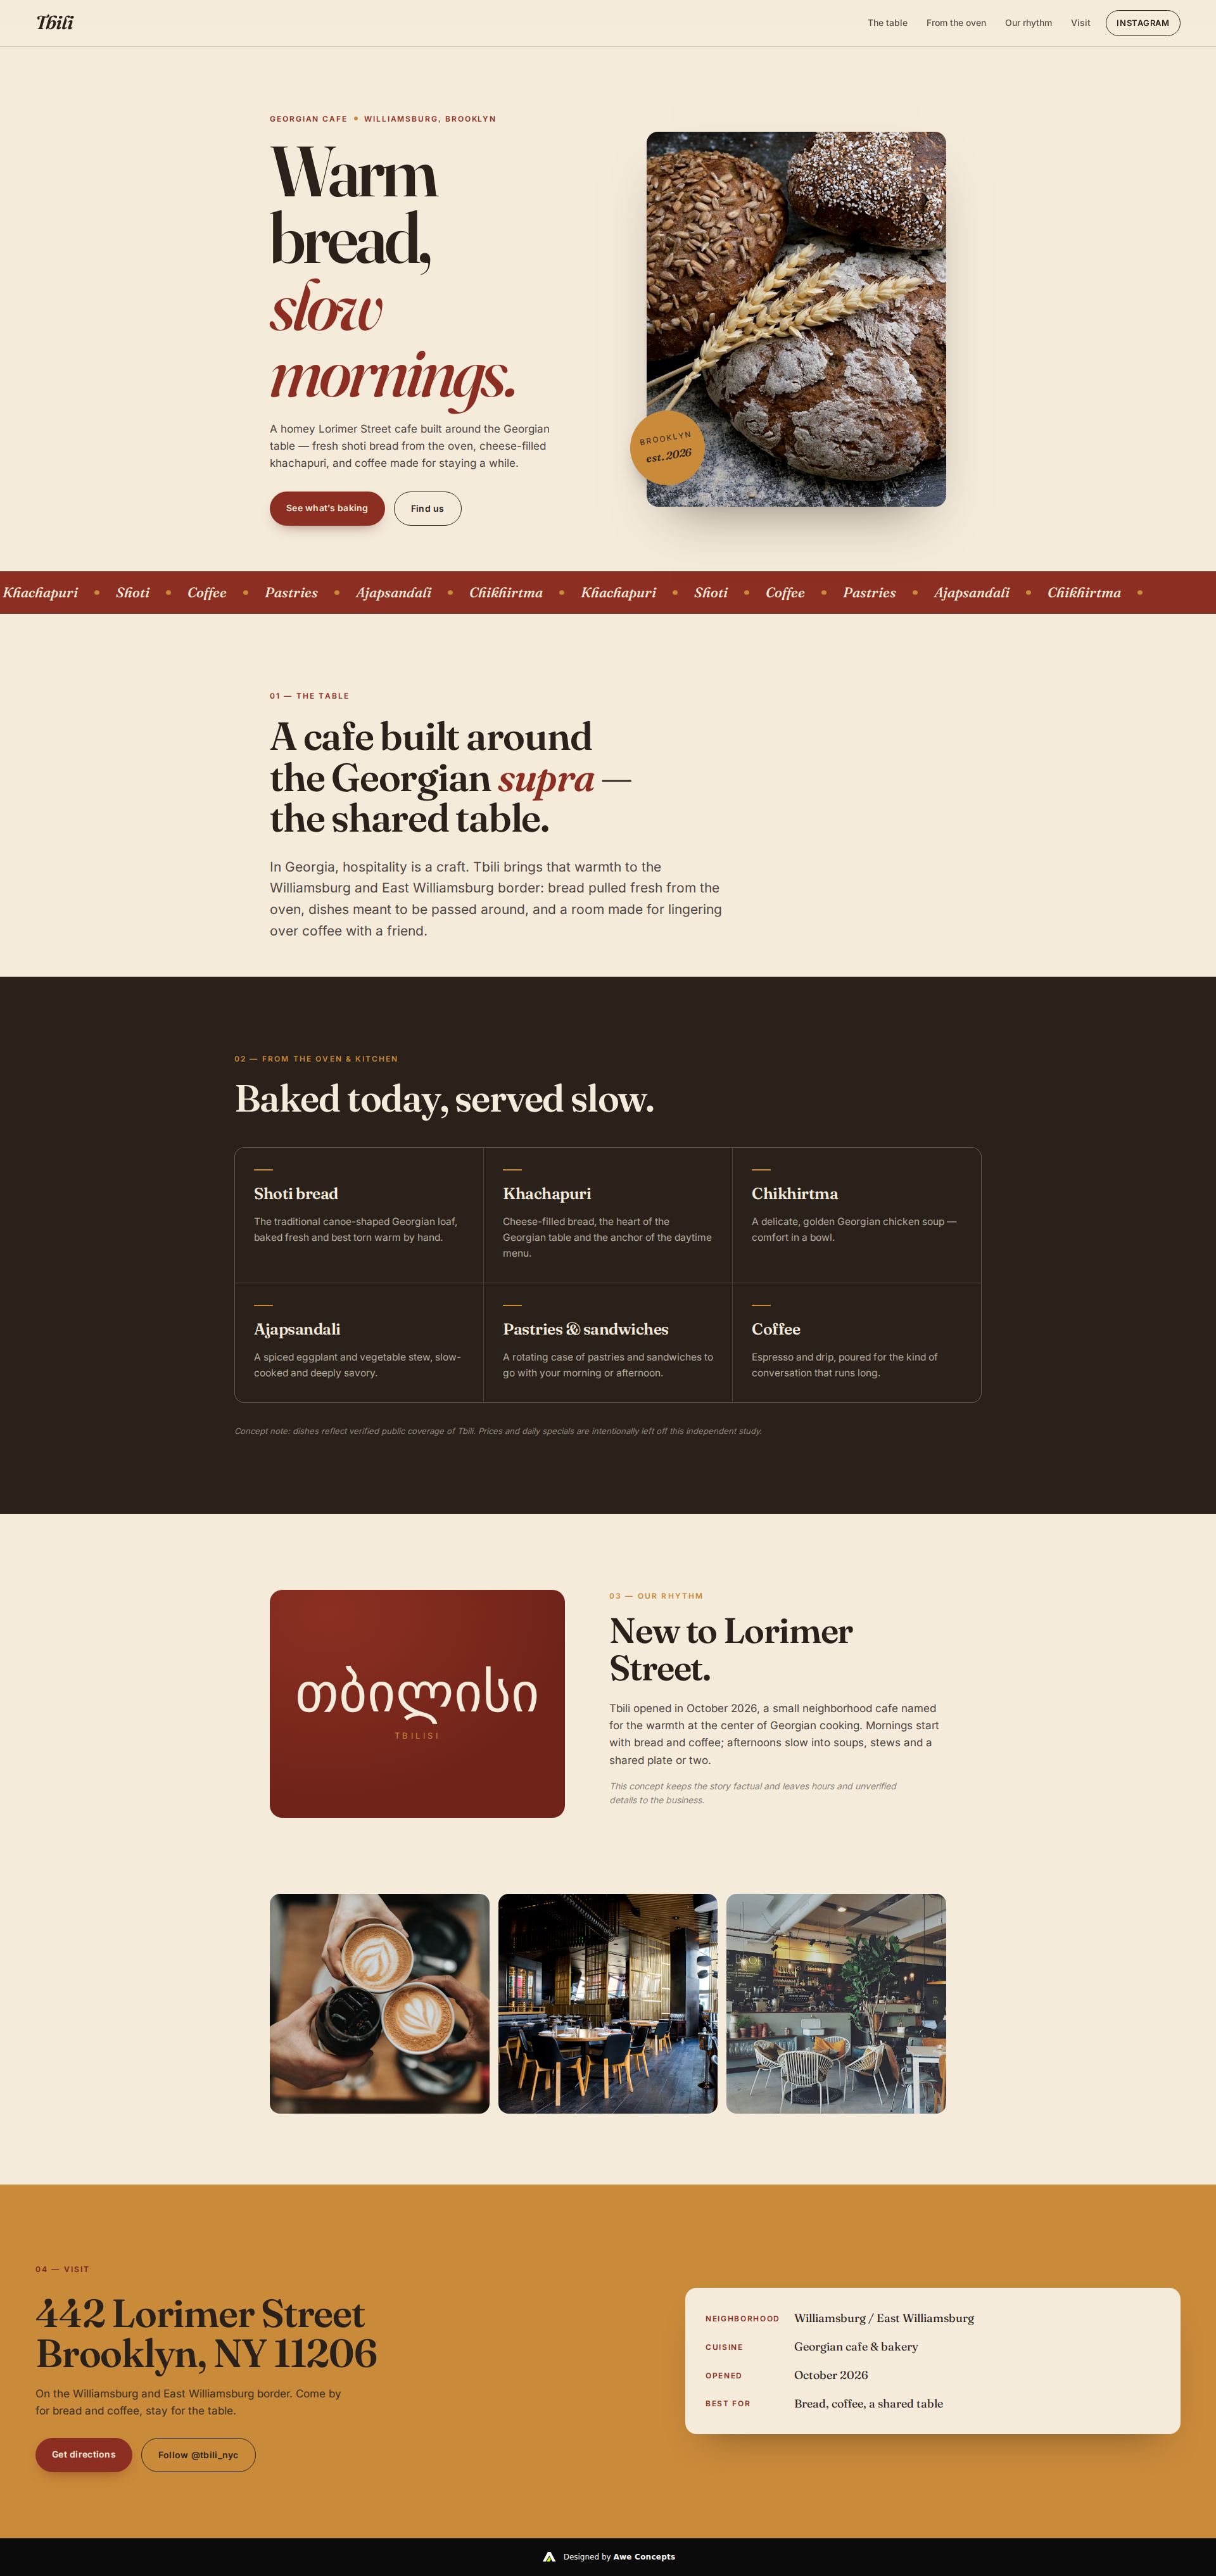 Tbili
The table From the oven Our rhythm Visit INSTAGRAM
GEORGIAN CAFE • WILLIAMSBURG, BROOKLYN
Warm
bread,
slow
mornings.
A homey Lorimer Street cafe built around the Georgian
table — fresh shoti bread from the oven, cheese-filled
khachapuri, and coffee made for staying a while.
See what's baking Find us
BROOKLYN
est. 2026
Khachapuri • Shoti • Coffee • Pastries • Ajapsandali • Chikhirtma • Khachapuri • Shoti • Coffee • Pastries • Ajapsandali • Chikhirtma •
01 — THE TABLE
A cafe built around
the Georgian supra —
the shared table.
In Georgia, hospitality is a craft. Tbili brings that warmth to the
Williamsburg and East Williamsburg border: bread pulled fresh from the
oven, dishes meant to be passed around, and a room made for lingering
over coffee with a friend.
02 — FROM THE OVEN & KITCHEN
Baked today, served slow.
Shoti bread
The traditional canoe-shaped Georgian loaf,
baked fresh and best torn warm by hand.
Khachapuri
Cheese-filled bread, the heart of the
Georgian table and the anchor of the daytime
menu.
Chikhirtma
A delicate, golden Georgian chicken soup —
comfort in a bowl.
Ajapsandali
A spiced eggplant and vegetable stew, slow-
cooked and deeply savory.
Pastries & sandwiches
A rotating case of pastries and sandwiches to
go with your morning or afternoon.
Coffee
Espresso and drip, poured for the kind of
conversation that runs long.
Concept note: dishes reflect verified public coverage of Tbili. Prices and daily specials are intentionally left off this independent study.
თბილისი
TBILISI
03 — OUR RHYTHM
New to Lorimer
Street.
Tbili opened in October 2026, a small neighborhood cafe named
for the warmth at the center of Georgian cooking. Mornings start
with bread and coffee; afternoons slow into soups, stews and a
shared plate or two.
This concept keeps the story factual and leaves hours and unverified
details to the business.
04 — VISIT
442 Lorimer Street
Brooklyn, NY 11206
On the Williamsburg and East Williamsburg border. Come by
for bread and coffee, stay for the table.
Get directions Follow @tbili_nyc
NEIGHBORHOOD Williamsburg / East Williamsburg
CUISINE Georgian cafe & bakery
OPENED October 2026
BEST FOR Bread, coffee, a shared table
Designed by Awe Concepts